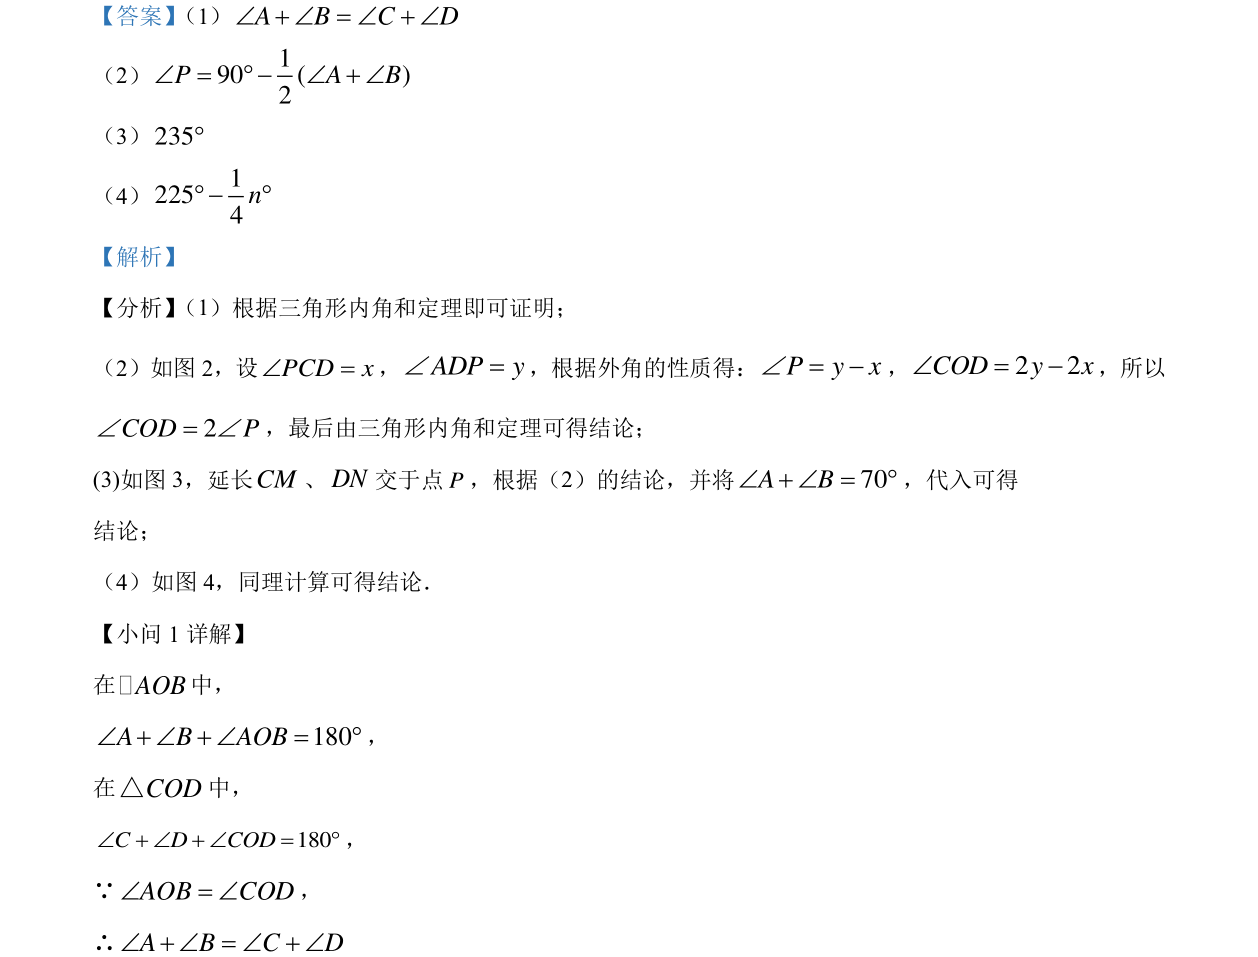 【答案】（1）∠A+∠B=∠C+∠D
（2）∠P=90°−1/2(∠A+∠B)
（3）235°
（4）225°−1/4n°
【解析】
【分析】（1）根据三角形内角和定理即可证明；
（2）如图 2，设∠PCD=x，∠ADP=y，根据外角的性质得：∠P=y−x，∠COD=2y−2x，所以
∠COD=2∠P，最后由三角形内角和定理可得结论；
(3)如图 3，延长CM、DN交于点P，根据（2）的结论，并将∠A+∠B=70°，代入可得
结论；
（4）如图 4，同理计算可得结论．
【小问 1 详解】
在□AOB中，
∠A+∠B+∠AOB=180°，
在△COD中，
∠C+∠D+∠COD=180°，
∵∠AOB=∠COD，
∴∠A+∠B=∠C+∠D